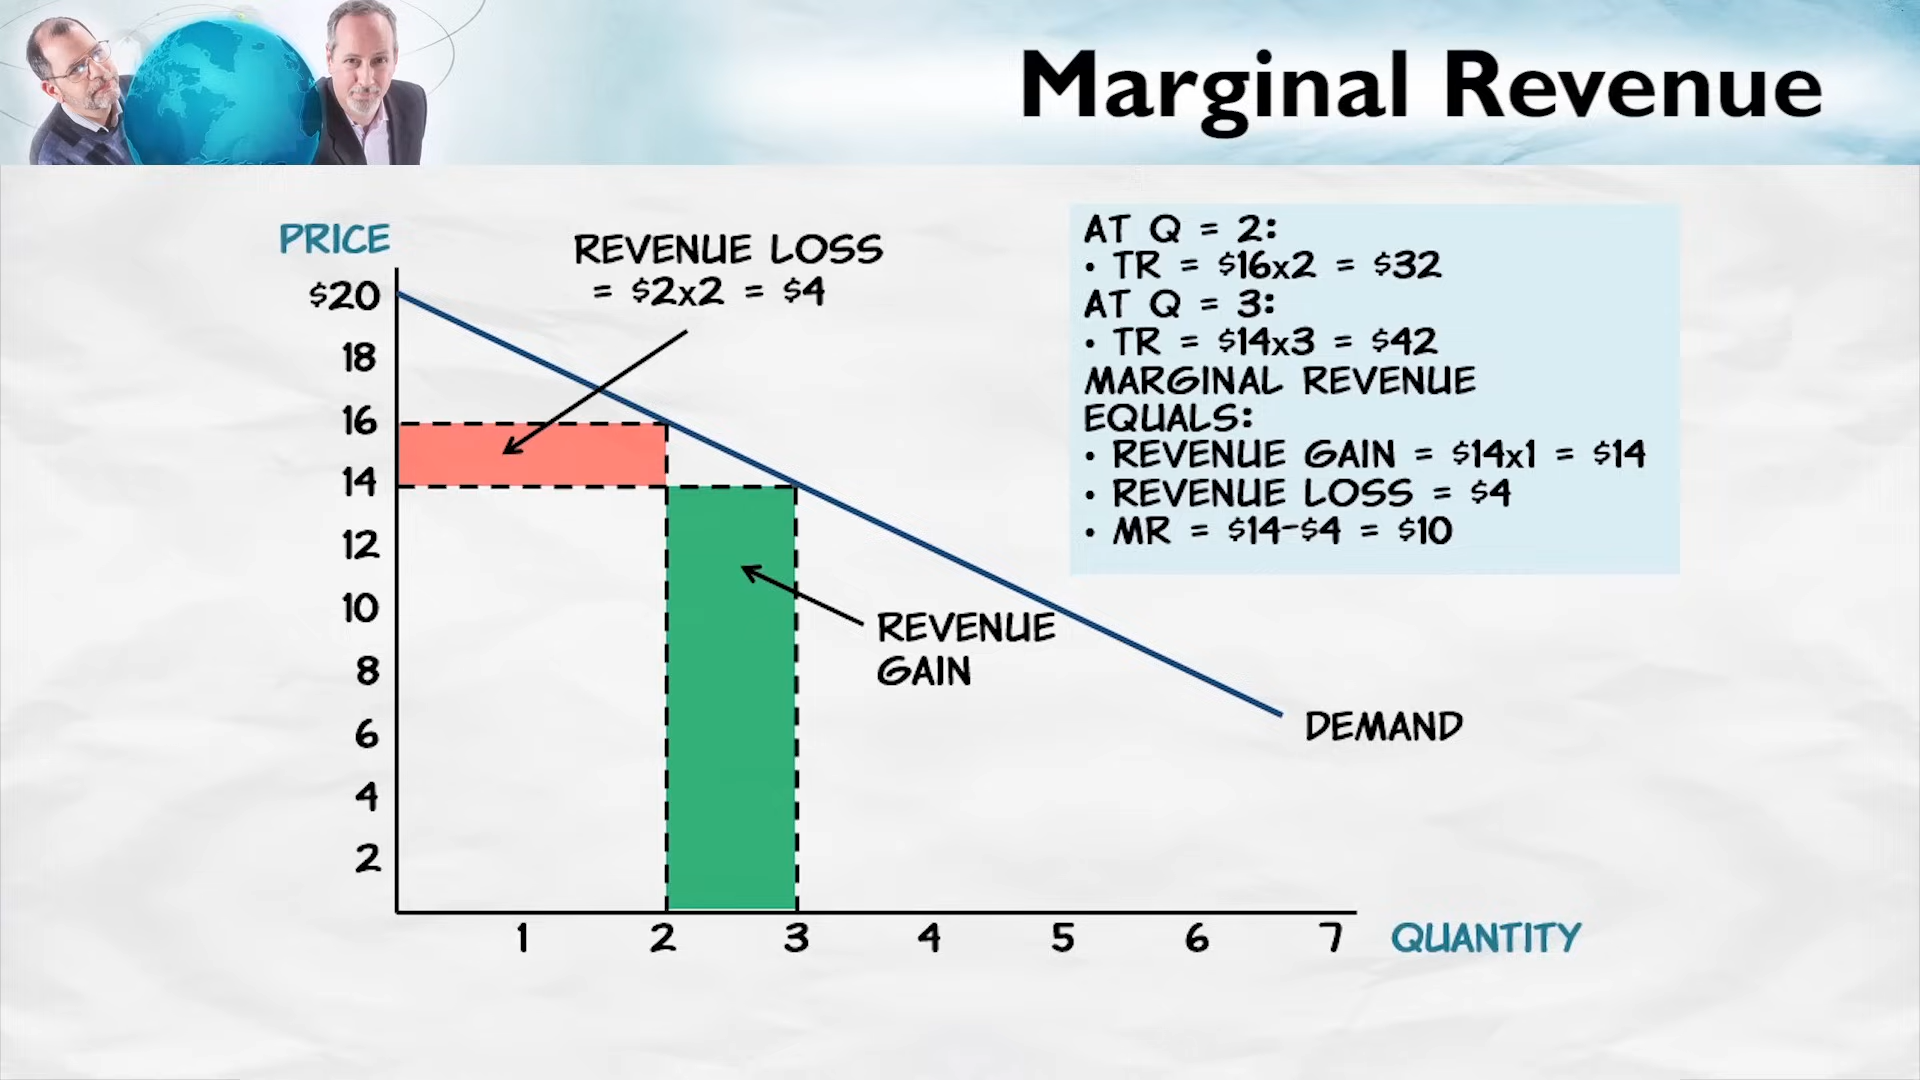 Marginal Revenue
PRICE
REVENUE LOSS
= $2x2 = $4
$20
18
16
14
12
10
8
6
4
2
REVENUE
GAIN
DEMAND
1 2 3 4 5 6 7
QUANTITY
AT Q = 2:
• TR = $16x2 = $32
AT Q = 3:
• TR = $14x3 = $42
MARGINAL REVENUE
EQUALS:
• REVENUE GAIN = $14x1 = $14
• REVENUE LOSS = $4
• MR = $14-$4 = $10